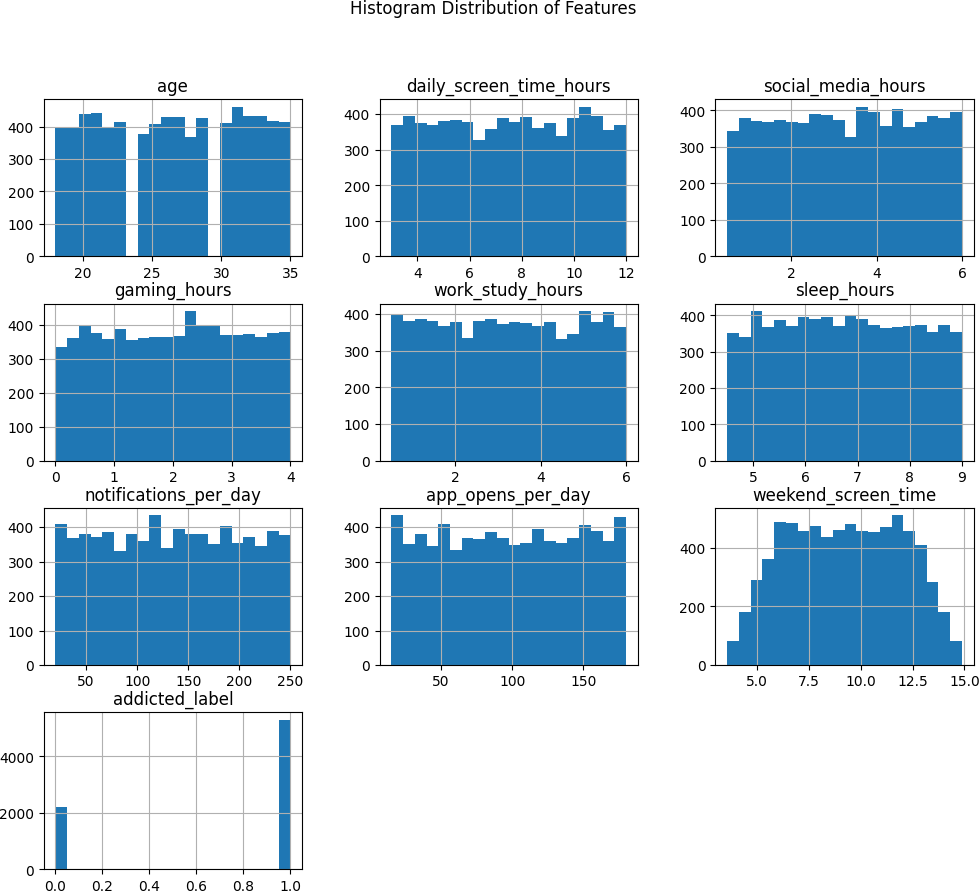 Histogram Distribution of Features
age
daily_screen_time_hours
social_media_hours
400
300
200
100
0
20 25 30 35
400
300
200
100
0
4 6 8 10 12
400
300
200
100
0
2 4 6
gaming_hours
work_study_hours
sleep_hours
400
300
200
100
0
0 1 2 3 4
400
300
200
100
0
2 4 6
400
300
200
100
0
5 6 7 8 9
notifications_per_day
app_opens_per_day
weekend_screen_time
400
300
200
100
0
50 100 150 200 250
400
300
200
100
0
50 100 150
400
200
0
5.0 7.5 10.0 12.5 15.0
addicted_label
4000
2000
0
0.0 0.2 0.4 0.6 0.8 1.0